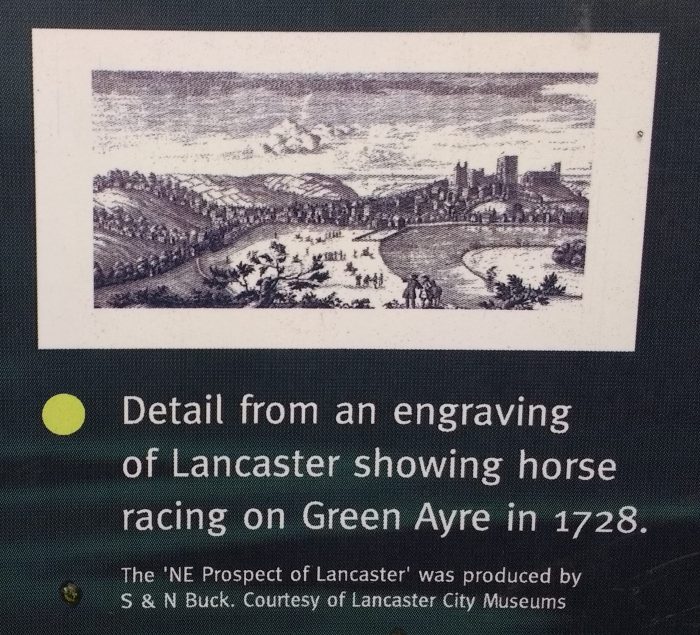 Detail from an engraving
of Lancaster showing horse
racing on Green Ayre in 1728.
The 'NE Prospect of Lancaster' was produced by
S & N Buck. Courtesy of Lancaster City Museums